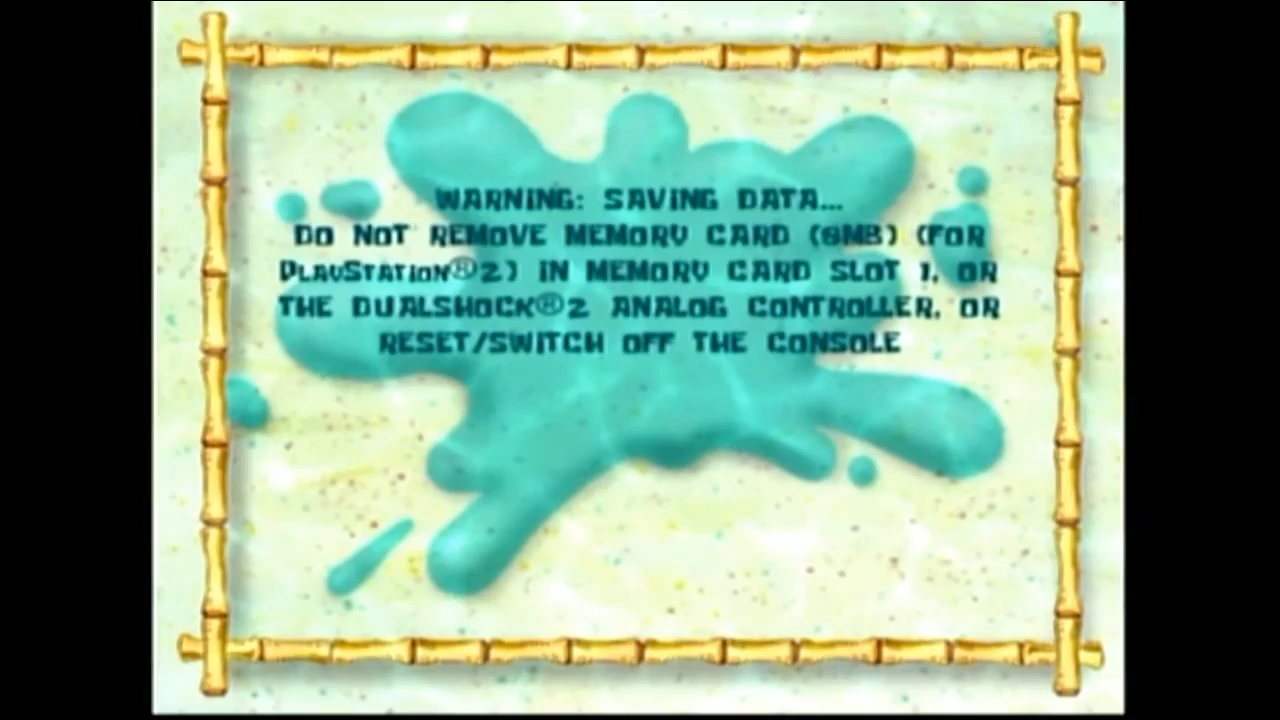 WARNING: SAVING DATA...
DO NOT REMOVE MEMORY CARD (8MB) (FOR
PLAYSTATION®2) IN MEMORY CARD SLOT 1, OR
THE DUALSHOCK®2 ANALOG CONTROLLER, OR
RESET/SWITCH OFF THE CONSOLE